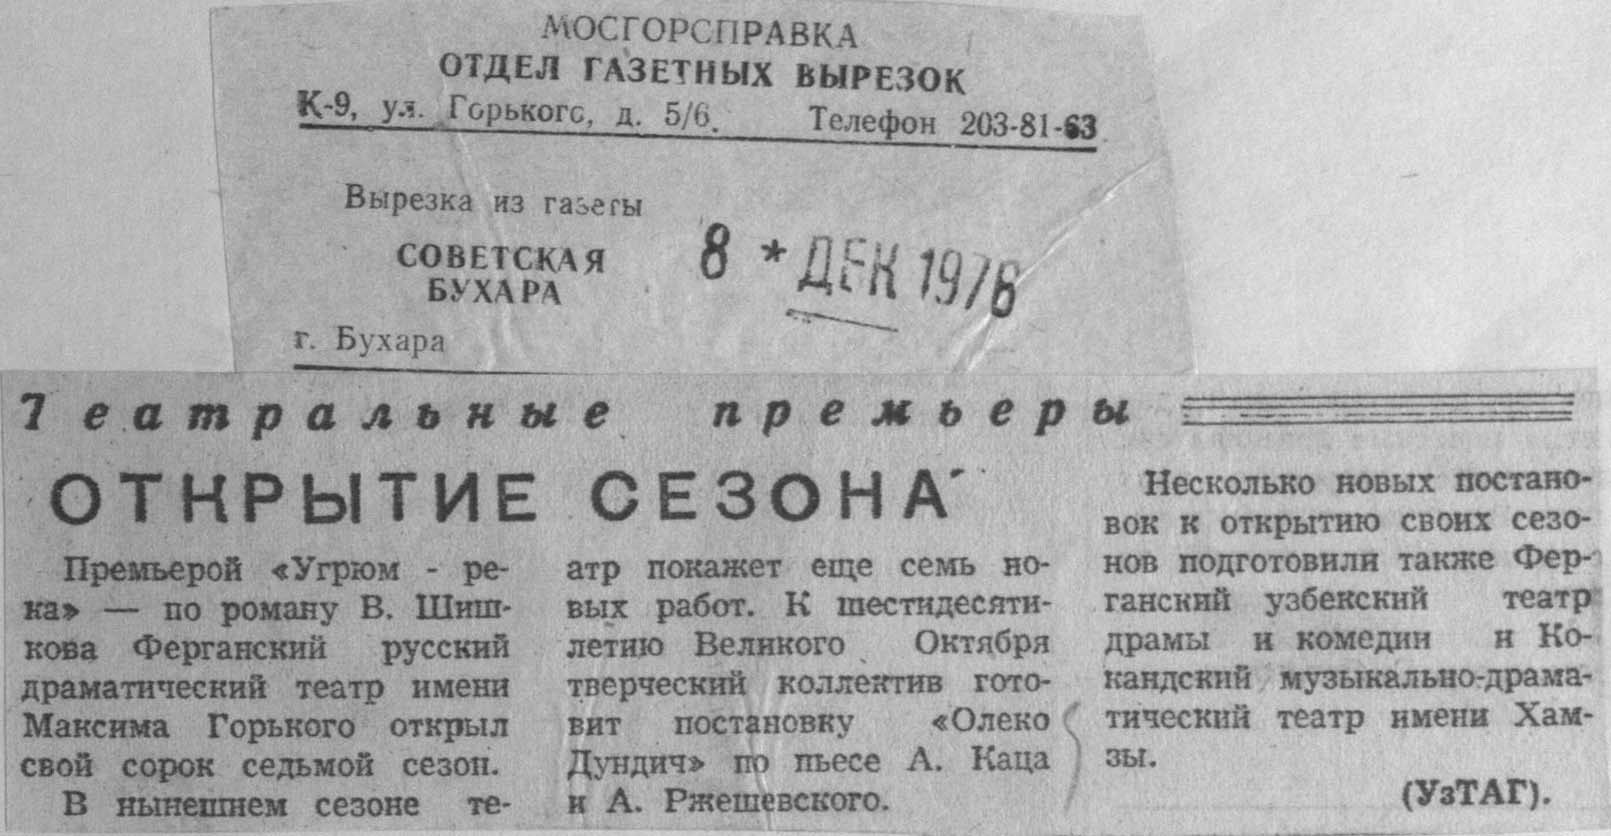 МОСГОРСПРАВКА
ОТДЕЛ ГАЗЕТНЫХ ВЫРЕЗОК
К-9, ул. Горького, д. 5/6. Телефон 203-81-63
Вырезка из газеты
СОВЕТСКАЯ
БУХАРА
8 * ДЕК 1976
г. Бухара
Театральные премьеры
ОТКРЫТИЕ СЕЗОНА
Премьерой «Угрюм - ре-
ка» — по роману В. Шиш-
кова Ферганский русский
драматический театр имени
Максима Горького открыл
свой сорок седьмой сезон.
В нынешнем сезоне те-
атр покажет еще семь но-
вых работ. К шестидесяти-
летию Великого Октября
творческий коллектив гото-
вит постановку «Олеко
Дундич» по пьесе А. Каца
и А. Ржешевского.
Несколько новых постано-
вок к открытию своих сезо-
нов подготовили также Фер-
ганский узбекский театр
драмы и комедии и Ко-
кандский музыкально-драма-
тический театр имени Хам-
зы.
(УзТАГ).